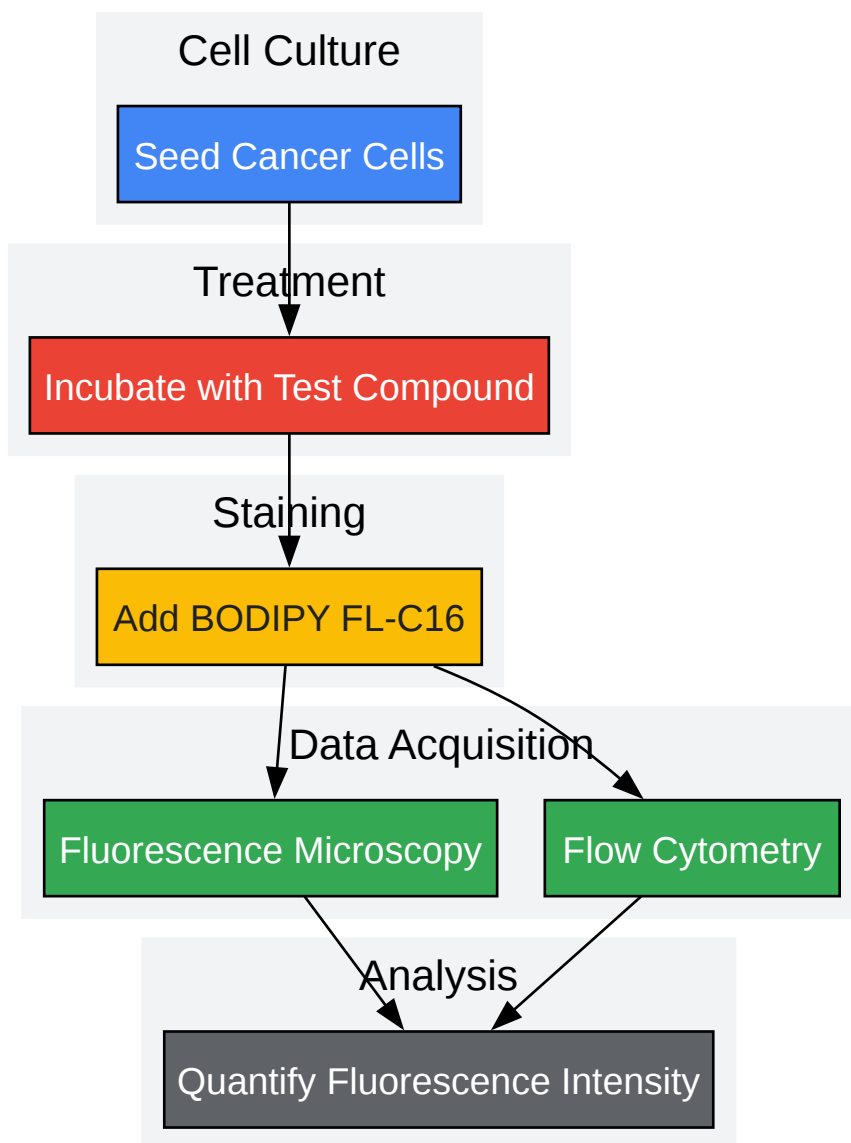 Cell Culture
Seed Cancer Cells
Treatment
Incubate with Test Compound
Staining
Add BODIPY FL-C16
Data Acquisition
Fluorescence Microscopy
Flow Cytometry
Analysis
Quantify Fluorescence Intensity